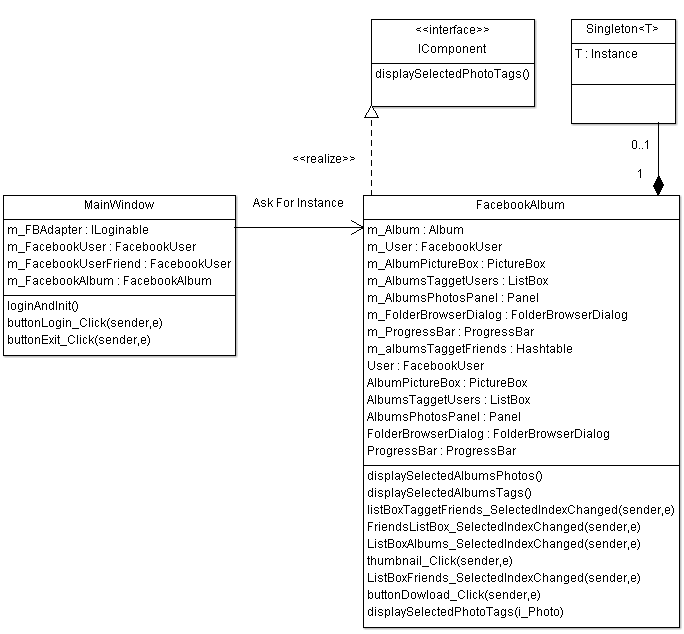 <<interface>>
IComponent
displaySelectedPhotoTags()
Singleton<T>
T : Instance
0..1
1
<<realize>>
Ask For Instance
MainWindow
m_FBAdapter : ILoginable
m_FacebookUser : FacebookUser
m_FacebookUserFriend : FacebookUser
m_FacebookAlbum : FacebookAlbum
loginAndInit()
buttonLogin_Click(sender,e)
buttonExit_Click(sender,e)
FacebookAlbum
m_Album : Album
m_User : FacebookUser
m_AlbumPictureBox : PictureBox
m_AlbumsTaggetUsers : ListBox
m_AlbumsPhotosPanel : Panel
m_FolderBrowserDialog : FolderBrowserDialog
m_ProgressBar : ProgressBar
m_albumsTaggetFriends : Hashtable
User : FacebookUser
AlbumPictureBox : PictureBox
AlbumsTaggetUsers : ListBox
AlbumsPhotosPanel : Panel
FolderBrowserDialog : FolderBrowserDialog
ProgressBar : ProgressBar
displaySelectedAlbumsPhotos()
displaySelectedAlbumsTags()
listBoxTaggetFriends_SelectedIndexChanged(sender,e)
FriendsListBox_SelectedIndexChanged(sender,e)
ListBoxAlbums_SelectedIndexChanged(sender,e)
thumbnail_Click(sender,e)
ListBoxFriends_SelectedIndexChanged(sender,e)
buttonDowload_Click(sender,e)
displaySelectedPhotoTags(i_Photo)